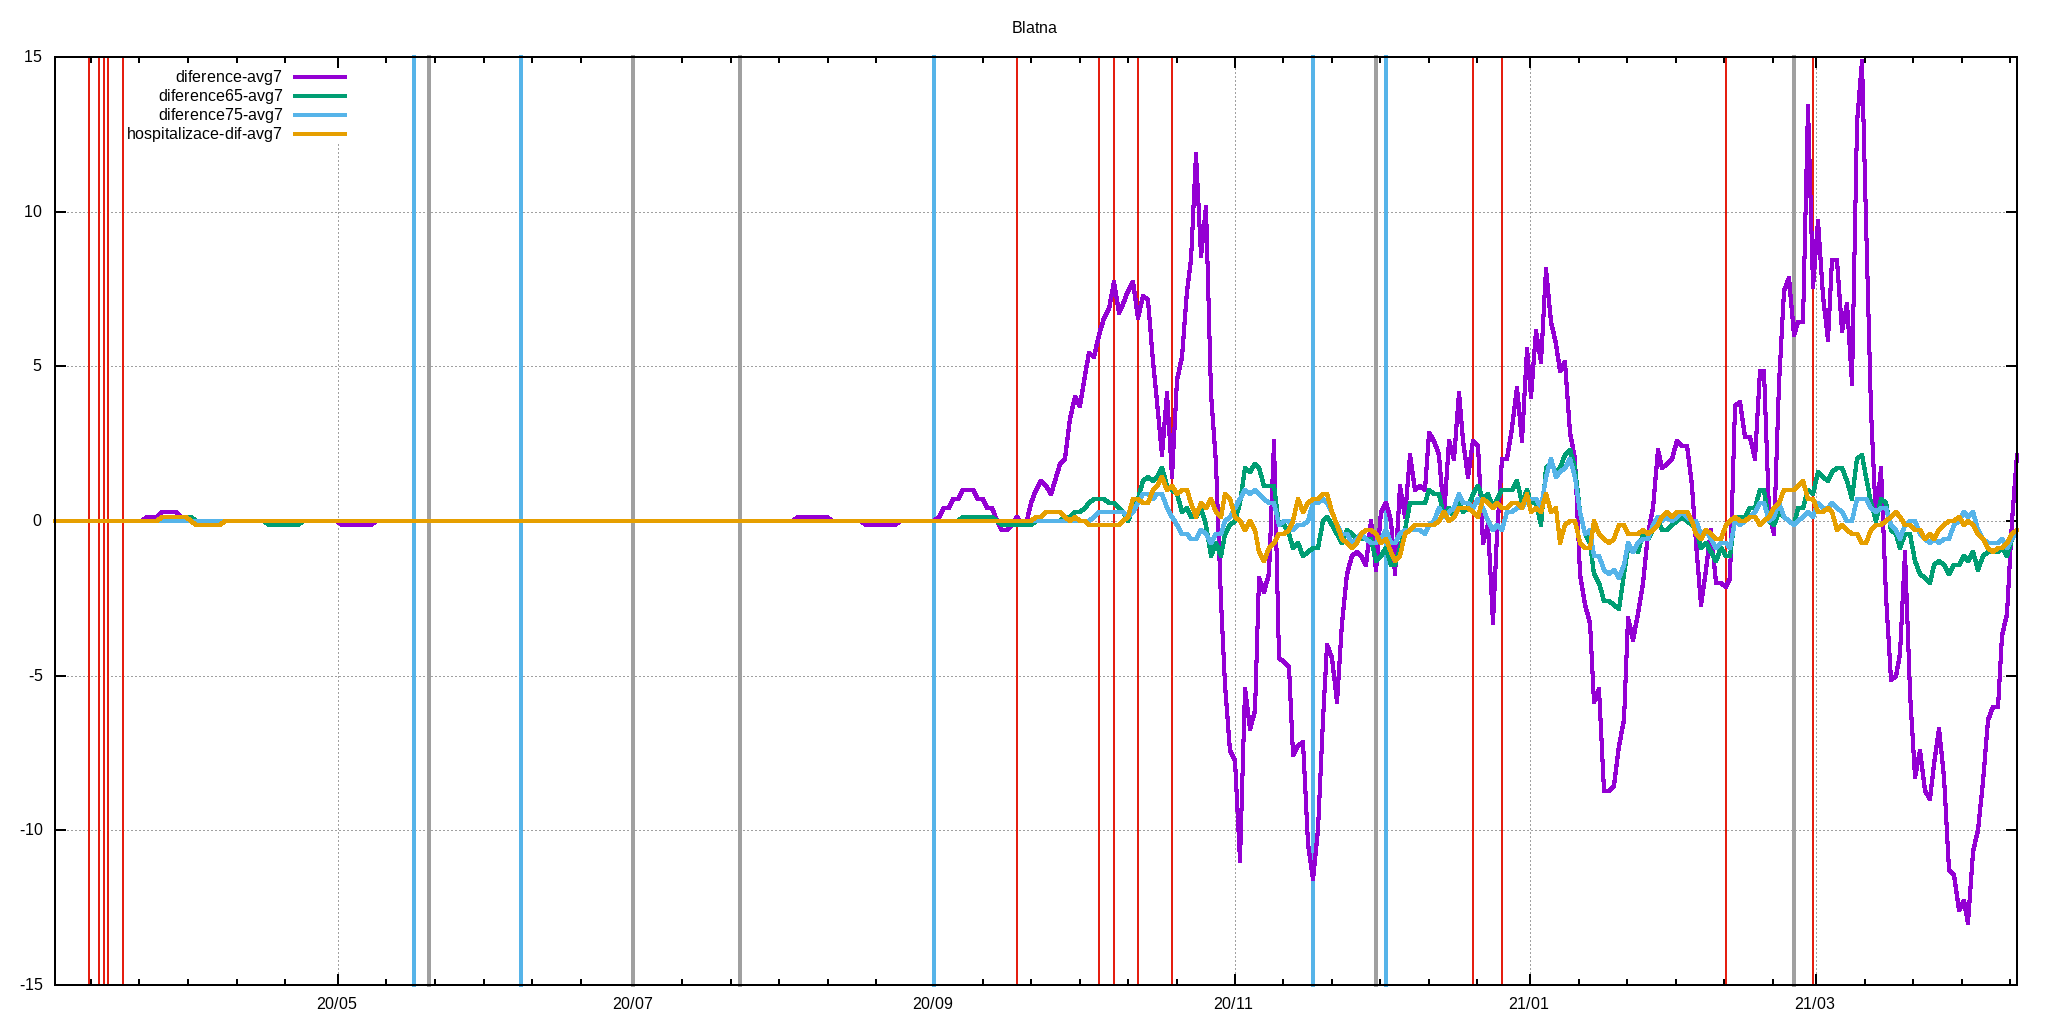 Blatna
diference-avg7
diference65-avg7
diference75-avg7
hospitalizace-dif-avg7
15
10
5
0
-5
-10
-15
20/05 20/07 20/09 20/11 21/01 21/03